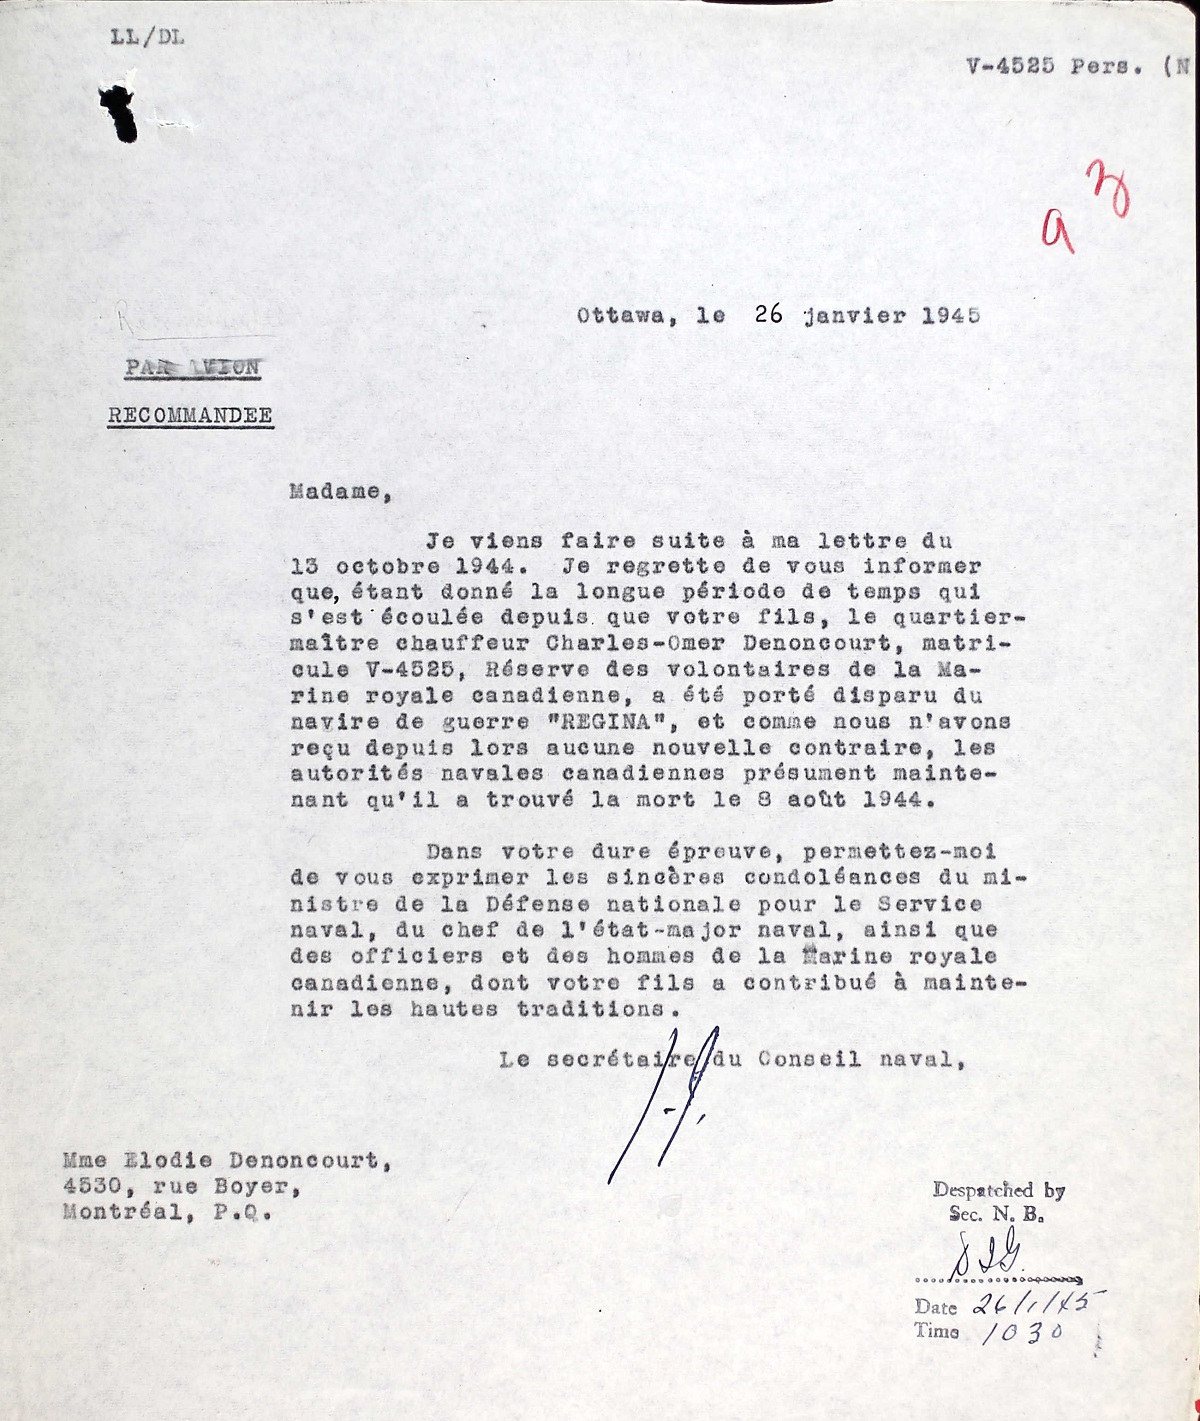 LL/DL
V-4525 Pers. (N
Ottawa, le 26 janvier 1945
PAR AVION
RECOMMANDEE
Madame,
Je viens faire suite à ma lettre du
13 octobre 1944. Je regrette de vous informer
que, étant donné la longue période de temps qui
s'est écoulée depuis que votre fils, le quartier-
maître chauffeur Charles-Omer Denoncourt, matri-
cule V-4525, Réserve des volontaires de la Ma-
rine royale canadienne, a été porté disparu du
navire de guerre "REGINA", et comme nous n'avons
reçu depuis lors aucune nouvelle contraire, les
autorités navales canadiennes présument mainte-
nant qu'il a trouvé la mort le 8 août 1944.
Dans votre dure épreuve, permettez-moi
de vous exprimer les sincères condoléances du mi-
nistre de la Défense nationale pour le Service
naval, du chef de l'état-major naval, ainsi que
des officiers et des hommes de la Marine royale
canadienne, dont votre fils a contribué à mainte-
nir les hautes traditions.
Le secrétaire du Conseil naval,
Mme Elodie Denoncourt,
4530, rue Boyer,
Montréal, P.Q.
Despatched by
Sec. N. B.
Date 26/1/45
Time 1030